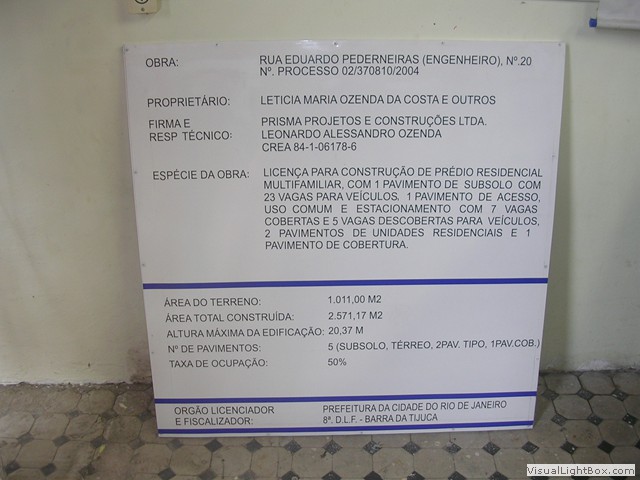 OBRA: RUA EDUARDO PEDERNEIRAS (ENGENHEIRO), Nº.20
Nº. PROCESSO 02/370810/2004
PROPRIETÁRIO: LETICIA MARIA OZENDA DA COSTA E OUTROS
FIRMA E PRISMA PROJETOS E CONSTRUÇÕES LTDA.
RESP TÉCNICO: LEONARDO ALESSANDRO OZENDA
CREA 84-1-06178-6
ESPÉCIE DA OBRA: LICENÇA PARA CONSTRUÇÃO DE PRÉDIO RESIDENCIAL
MULTIFAMILIAR, COM 1 PAVIMENTO DE SUBSOLO COM
23 VAGAS PARA VEÍCULOS. 1 PAVIMENTO DE ACESSO,
USO COMUM E ESTACIONAMENTO COM 7 VAGAS
COBERTAS E 5 VAGAS DESCOBERTAS PARA VEÍCULOS,
2 PAVIMENTOS DE UNIDADES RESIDENCIAIS E 1
PAVIMENTO DE COBERTURA.
ÁREA DO TERRENO: 1.011,00 M2
ÁREA TOTAL CONSTRUÍDA: 2.571,17 M2
ALTURA MÁXIMA DA EDIFICAÇÃO: 20,37 M
Nº DE PAVIMENTOS: 5 (SUBSOLO, TÉRREO, 2PAV. TIPO, 1PAV.COB.)
TAXA DE OCUPAÇÃO: 50%
ORGÃO LICENCIADOR PREFEITURA DA CIDADE DO RIO DE JANEIRO
E FISCALIZADOR: 8ª. D.L.F. - BARRA DA TIJUCA
VisualLightBox.com